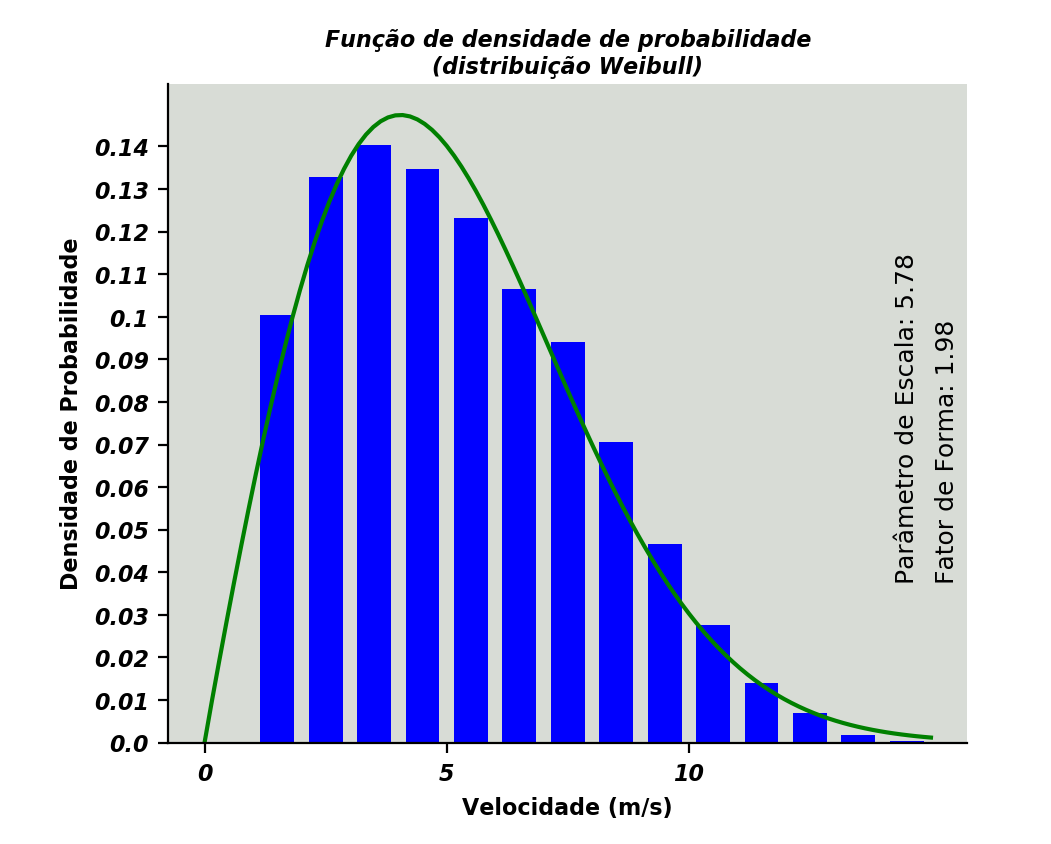 Função de densidade de probabilidade
(distribuição Weibull)
0.14
0.13
0.12
0.11
0.1
0.09
0.08
0.07
0.06
0.05
0.04
0.03
0.02
0.01
0.0
Densidade de Probabilidade
Parâmetro de Escala: 5.78
Fator de Forma: 1.98
0 5 10
Velocidade (m/s)